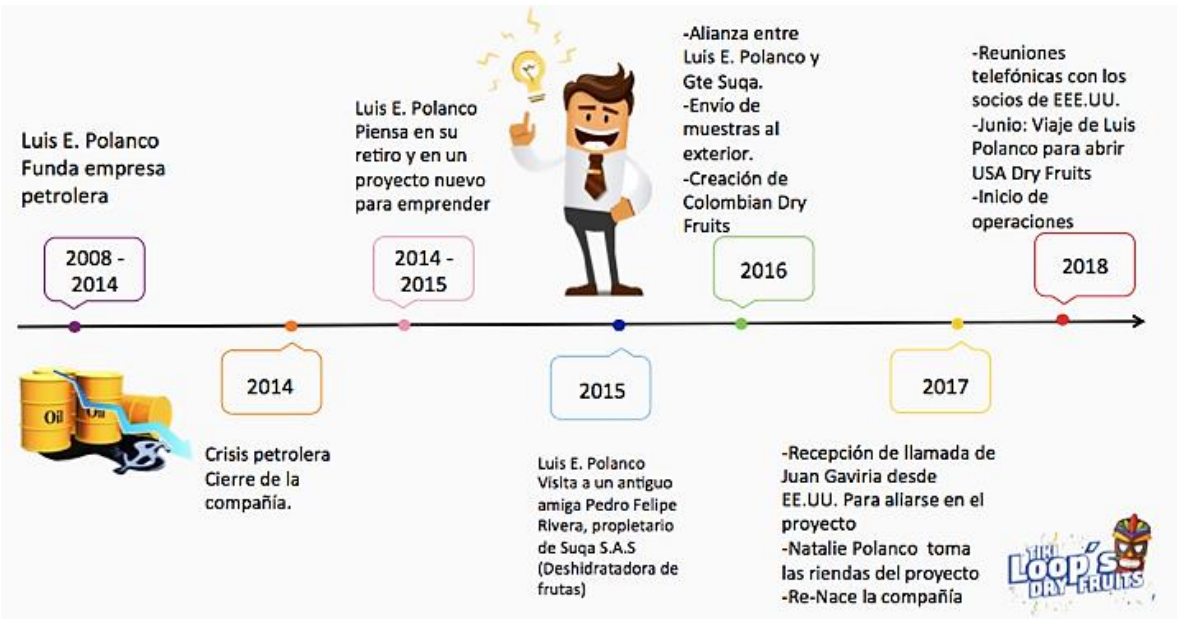 Luis E. Polanco
Funda empresa
petrolera
2008 -
2014
Oil
Oil
2014
Crisis petrolera
Cierre de la
compañía.
Luis E. Polanco
Piensa en su
retiro y en un
proyecto nuevo
para emprender
2014 -
2015
2015
Luis E. Polanco
Visita a un antiguo
amiga Pedro Felipe
Rivera, propietario
de Suqa S.A.S
(Deshidratadora de
frutas)
-Alianza entre
Luis E. Polanco y
Gte Suqa.
-Envío de
muestras al
exterior.
-Creación de
Colombian Dry
Fruits
2016
2017
-Recepción de llamada de
Juan Gaviria desde
EE.UU. Para aliarse en el
proyecto
-Natalie Polanco toma
las riendas del proyecto
-Re-Nace la compañía
-Reuniones
telefónicas con los
socios de EEE.UU.
-Junio: Viaje de Luis
Polanco para abrir
USA Dry Fruits
-Inicio de
operaciones
2018
TIKI
Loop's
DRY FRUITS